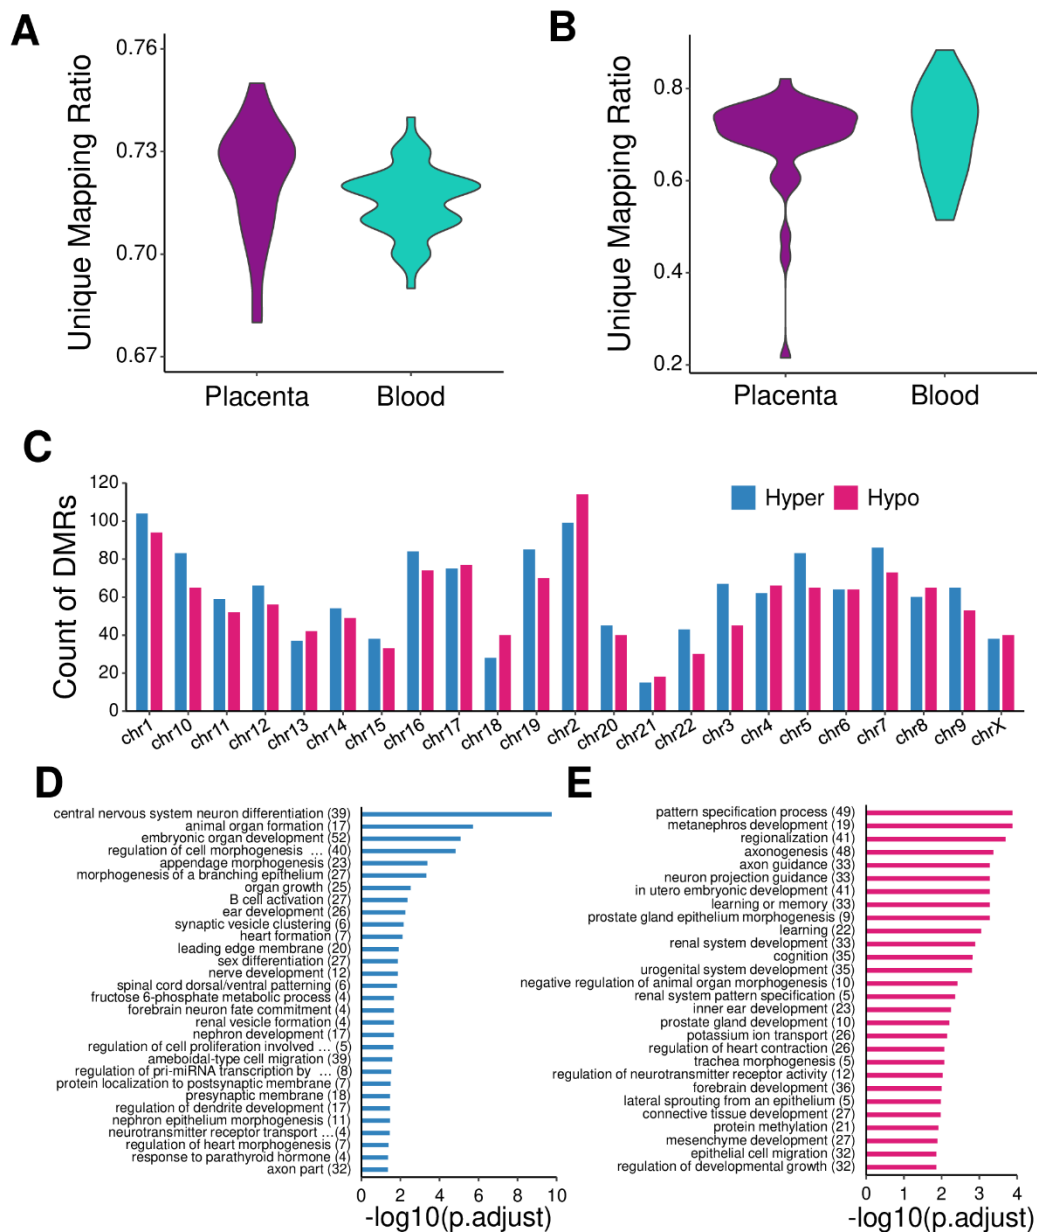 A
Unique Mapping Ratio
0.76
0.73
0.70
0.67
Placenta
Blood
B
Unique Mapping Ratio
0.8
0.6
0.4
0.2
Placenta
Blood
C
Count of DMRs
120
100
80
60
40
20
0
Hyper
Hypo
chr1
chr10
chr11
chr12
chr13
chr14
chr15
chr16
chr17
chr18
chr19
chr2
chr20
chr21
chr22
chr3
chr4
chr5
chr6
chr7
chr8
chr9
chrX
D
central nervous system neuron differentiation (39)
animal organ formation (17)
embryonic organ development (52)
regulation of cell morphogenesis ... (40)
appendage morphogenesis (23)
morphogenesis of a branching epithelium (27)
organ growth (25)
B cell activation (27)
ear development (26)
synaptic vesicle clustering (6)
heart formation (7)
leading edge membrane (20)
sex differentiation (27)
nerve development (12)
spinal cord dorsal/ventral patterning (6)
fructose 6-phosphate metabolic process (4)
forebrain neuron fate commitment (4)
renal vesicle formation (4)
nephron development (17)
regulation of cell proliferation involved ... (5)
ameboidal-type cell migration (39)
regulation of pri-miRNA transcription by ... (8)
protein localization to postsynaptic membrane (7)
presynaptic membrane (18)
regulation of dendrite development (17)
nephron epithelium morphogenesis (11)
neurotransmitter receptor transport ...(4)
regulation of heart morphogenesis (7)
response to parathyroid hormone (4)
axon part (32)
0 2 4 6 8 10
-log10(p.adjust)
E
pattern specification process (49)
metanephros development (19)
regionalization (41)
axonogenesis (48)
axon guidance (33)
neuron projection guidance (33)
in utero embryonic development (41)
learning or memory (33)
prostate gland epithelium morphogenesis (9)
learning (22)
renal system development (33)
cognition (35)
urogenital system development (35)
negative regulation of animal organ morphogenesis (10)
renal system pattern specification (5)
inner ear development (23)
prostate gland development (10)
potassium ion transport (26)
regulation of heart contraction (26)
trachea morphogenesis (5)
regulation of neurotransmitter receptor activity (12)
forebrain development (36)
lateral sprouting from an epithelium (5)
connective tissue development (27)
protein methylation (21)
mesenchyme development (27)
epithelial cell migration (32)
regulation of developmental growth (32)
0 1 2 3 4
-log10(p.adjust)